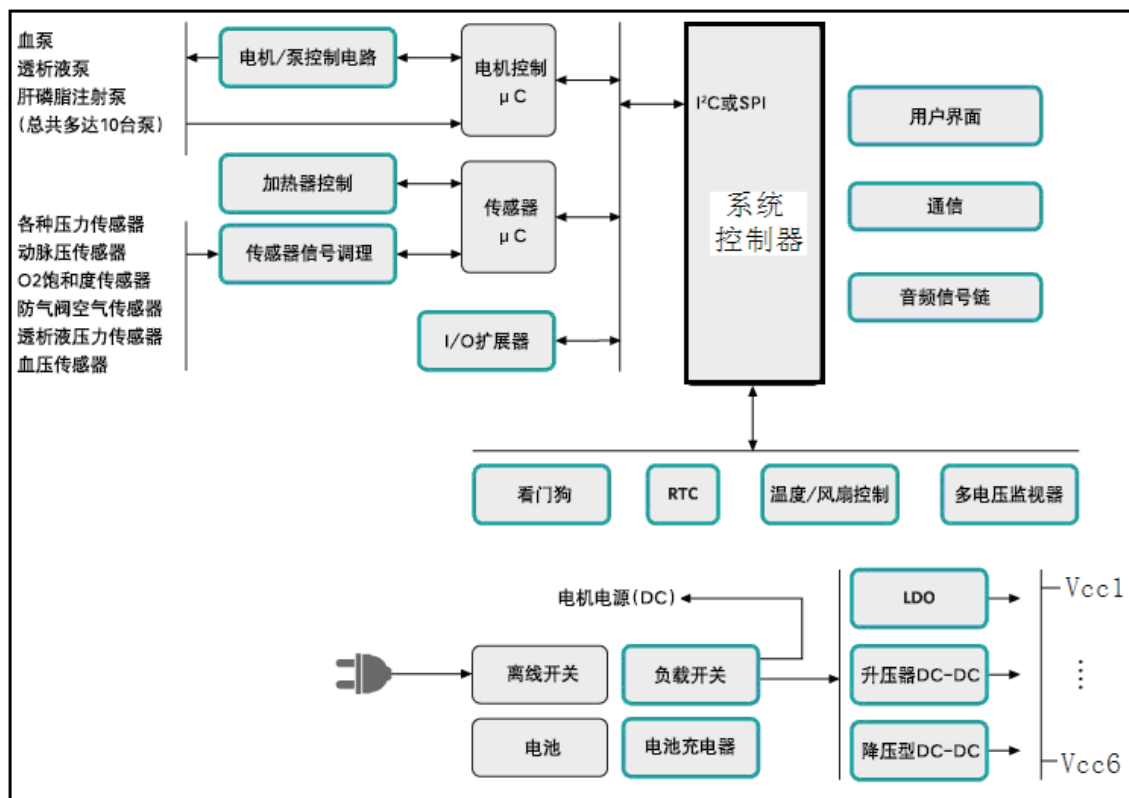 血泵
透析液泵
肝磷脂注射泵
(总共多达10台泵)
电机/泵控制电路
电机控制
μC
加热器控制
传感器
μC
各种压力传感器
动脉压传感器
O2饱和度传感器
防气阀空气传感器
透析液压力传感器
血压传感器
传感器信号调理
I/O扩展器
I²C或SPI
系统
控制器
用户界面
通信
音频信号链
看门狗
RTC
温度/风扇控制
多电压监视器
电机电源(DC)
离线开关
负载开关
电池
电池充电器
LDO
升压器DC-DC
降压型DC-DC
Vcc1
⋮
Vcc6